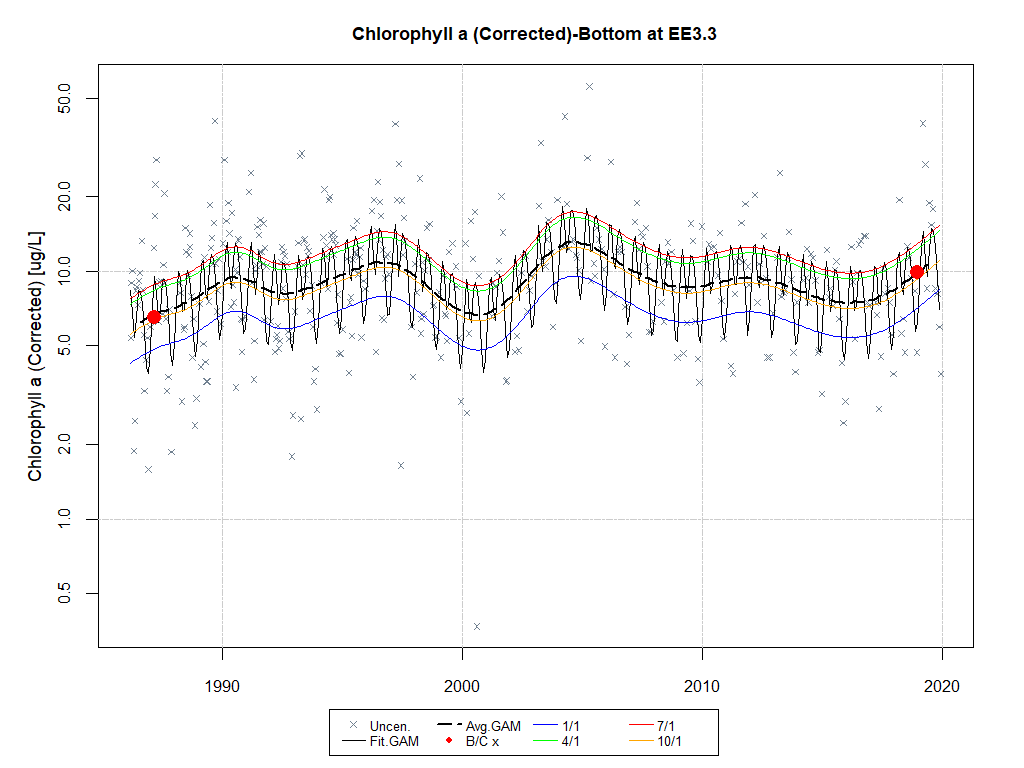 Chlorophyll a (Corrected)-Bottom at EE3.3
Chlorophyll a (Corrected) [ug/L]
50.0
20.0
10.0
5.0
2.0
1.0
0.5
1990 2000 2010 2020
Uncen. Avg.GAM 1/1 7/1
Fit.GAM B/C x 4/1 10/1